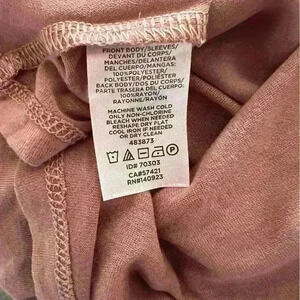 FRONT BODY/SLEEVES/
DEVANT DU CORPS/
MANCHES/DELANTERA
DEL CUERPO/MANGAS:
100%POLYESTER/
POLYESTER/POLIÉSTER
BACK BODY/DOS DU CORPS/
PARTE TRASERA DEL CUERPO:
100%RAYON/
RAYONNE/RAYON
MACHINE WASH COLD
ONLY NON-CHLORINE
BLEACH WHEN NEEDED
RESHAPE DRY FLAT
COOL IRON IF NEEDED
OR DRY CLEAN
483873
P
ID# 70303
CA#57421
RN#140923